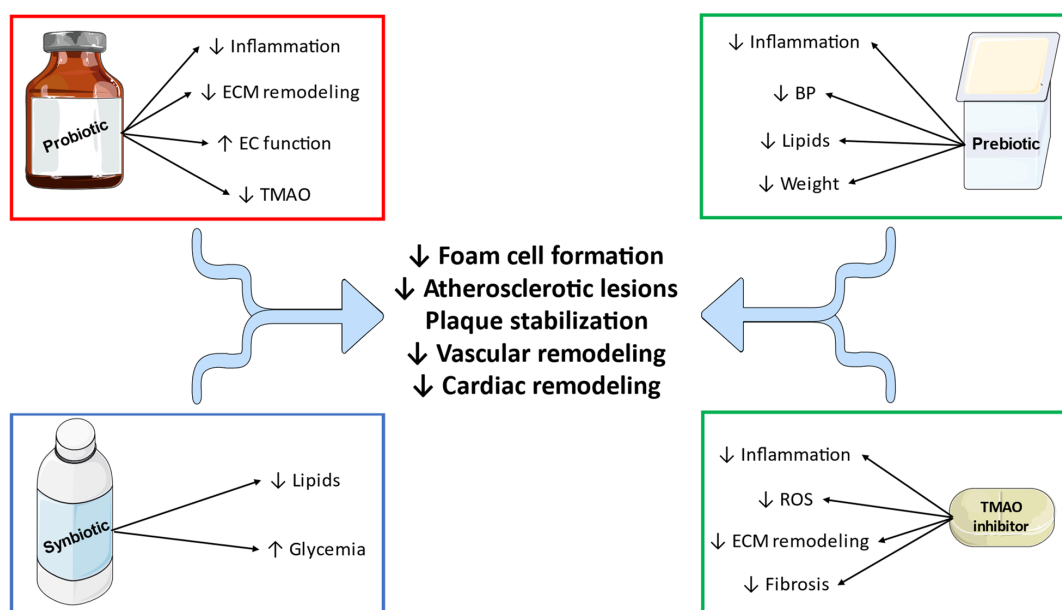 Probiotic
↓ Inflammation
↓ ECM remodeling
↑ EC function
↓ TMAO
↓ Inflammation
↓ BP
↓ Lipids
↓ Weight
Prebiotic
↓ Foam cell formation
↓ Atherosclerotic lesions
Plaque stabilization
↓ Vascular remodeling
↓ Cardiac remodeling
Synbiotic
↓ Lipids
↑ Glycemia
↓ Inflammation
↓ ROS
↓ ECM remodeling
↓ Fibrosis
TMAO
inhibitor